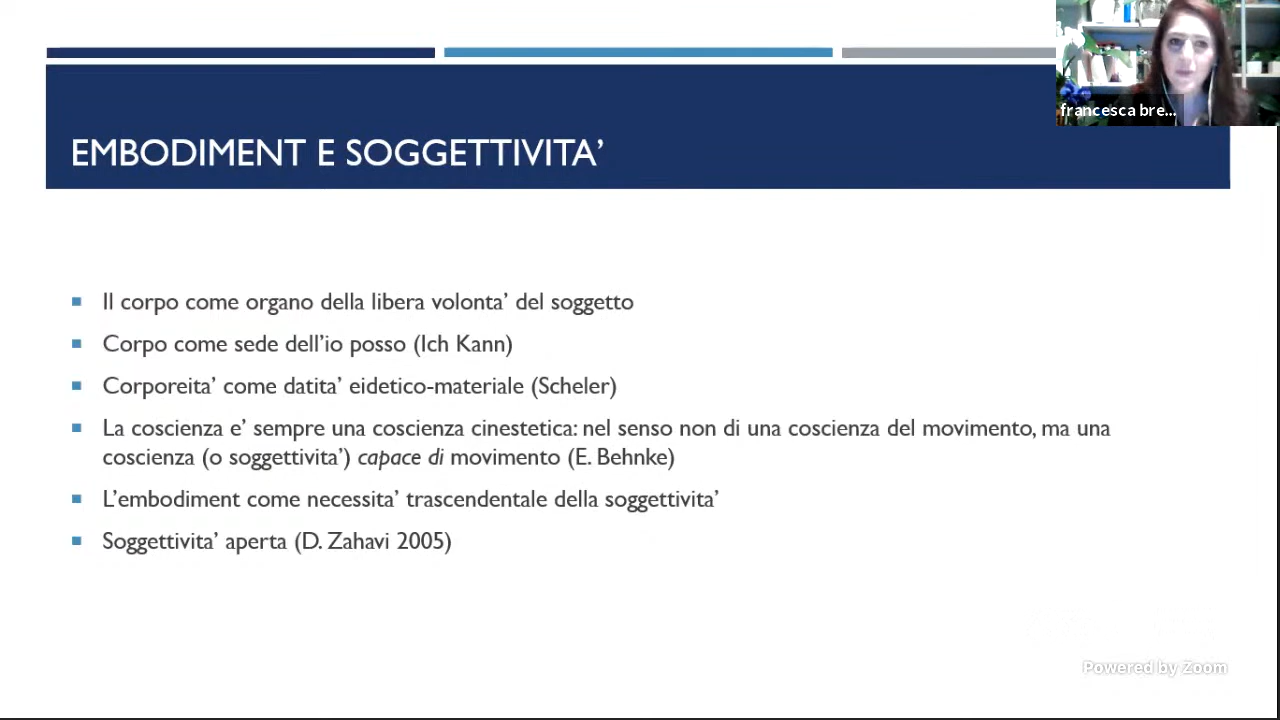 francesca bre...
EMBODIMENT E SOGGETTIVITA’
Il corpo come organo della libera volonta’ del soggetto
Corpo come sede dell’io posso (Ich Kann)
Corporeita’ come datita’ eidetico-materiale (Scheler)
La coscienza e’ sempre una coscienza cinestetica: nel senso non di una coscienza del movimento, ma una
coscienza (o soggettivita’) capace di movimento (E. Behnke)
L’embodiment come necessita’ trascendentale della soggettivita’
Soggettivita’ aperta (D. Zahavi 2005)
Powered by Zoom